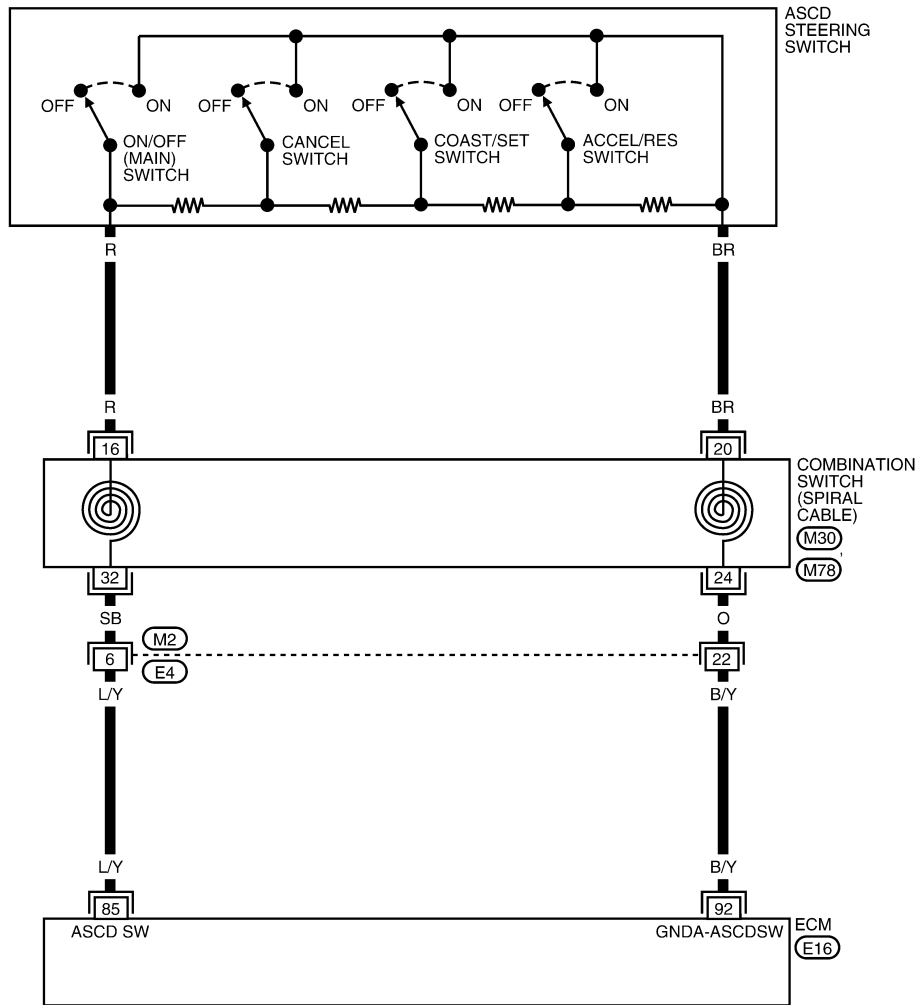 ASCD
STEERING
SWITCH
OFF
ON
OFF
ON
OFF
ON
OFF
ON
ON/OFF
(MAIN)
SWITCH
CANCEL
SWITCH
COAST/SET
SWITCH
ACCEL/RES
SWITCH
R
BR
R
BR
16
20
COMBINATION
SWITCH
(SPIRAL
CABLE)
M30
,
M78
32
24
SB
O
M2
6
22
E4
L/Y
B/Y
L/Y
B/Y
85
92
ASCD SW
GNDA-ASCDSW
ECM
E16